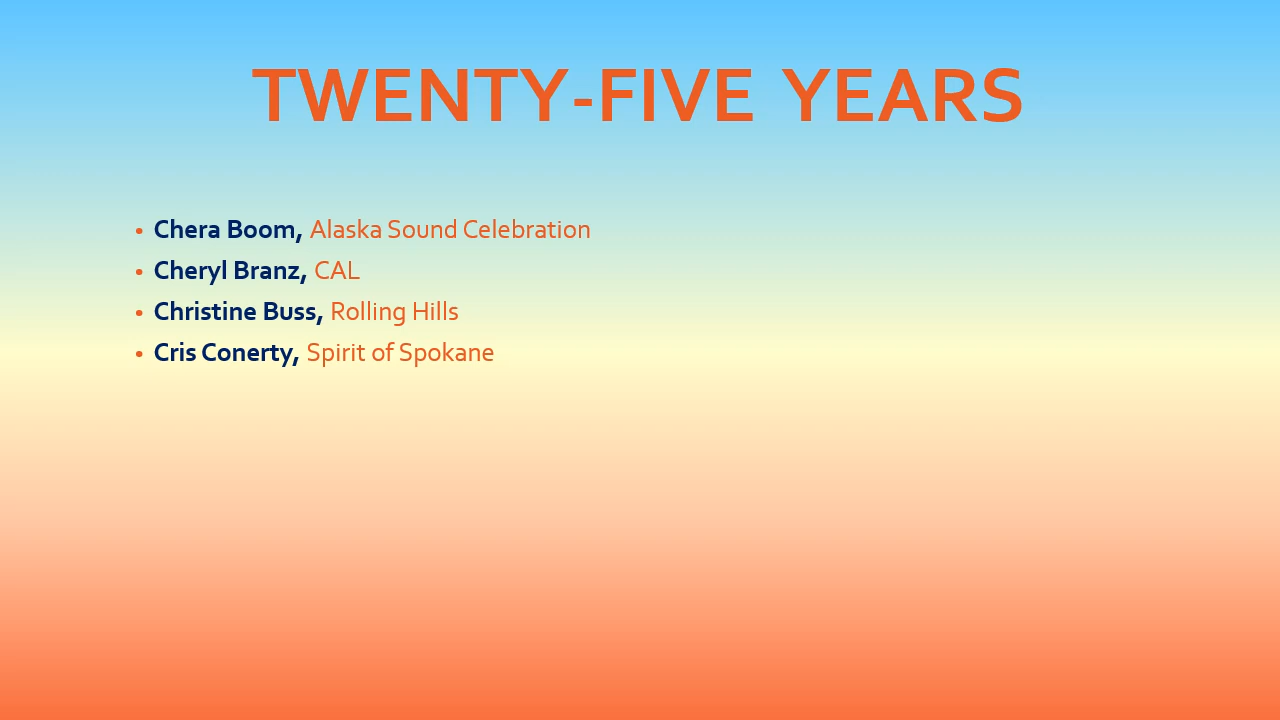 TWENTY-FIVE YEARS
• Chera Boom, Alaska Sound Celebration
• Cheryl Branz, CAL
• Christine Buss, Rolling Hills
• Cris Conerty, Spirit of Spokane